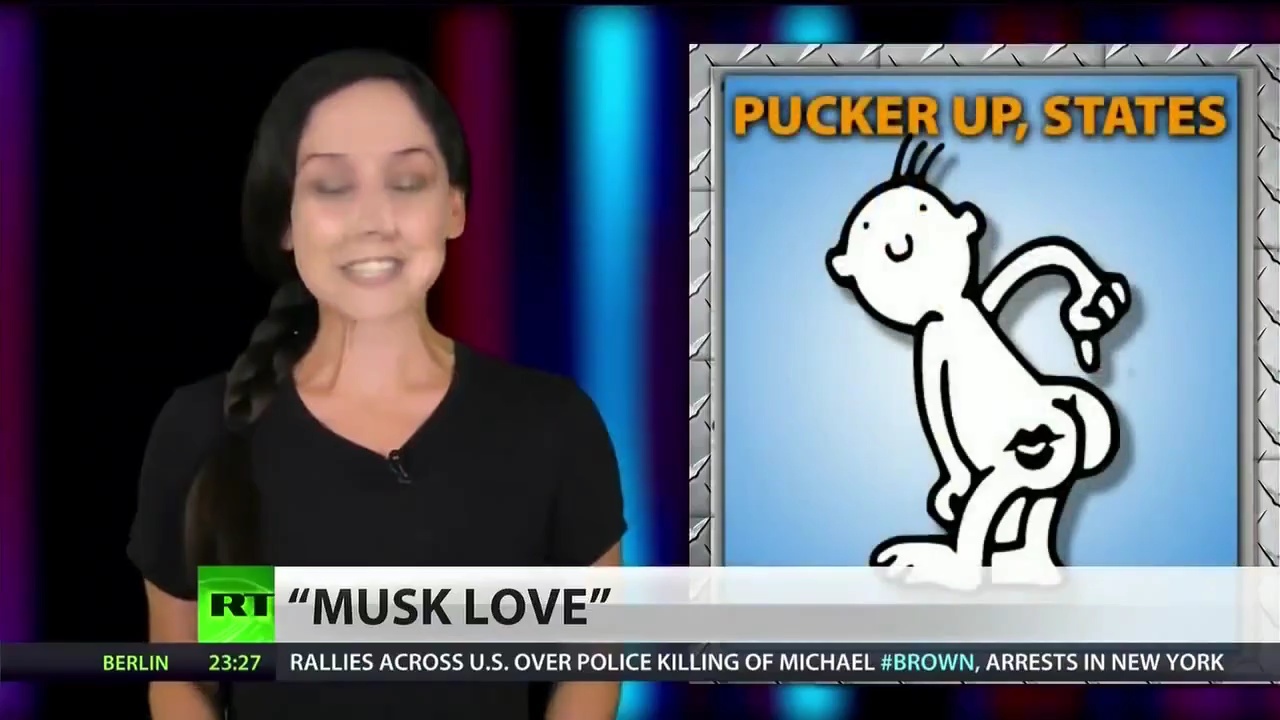 PUCKER UP, STATES
RT
“MUSK LOVE”
BERLIN 23:27 RALLIES ACROSS U.S. OVER POLICE KILLING OF MICHAEL #BROWN, ARRESTS IN NEW YORK